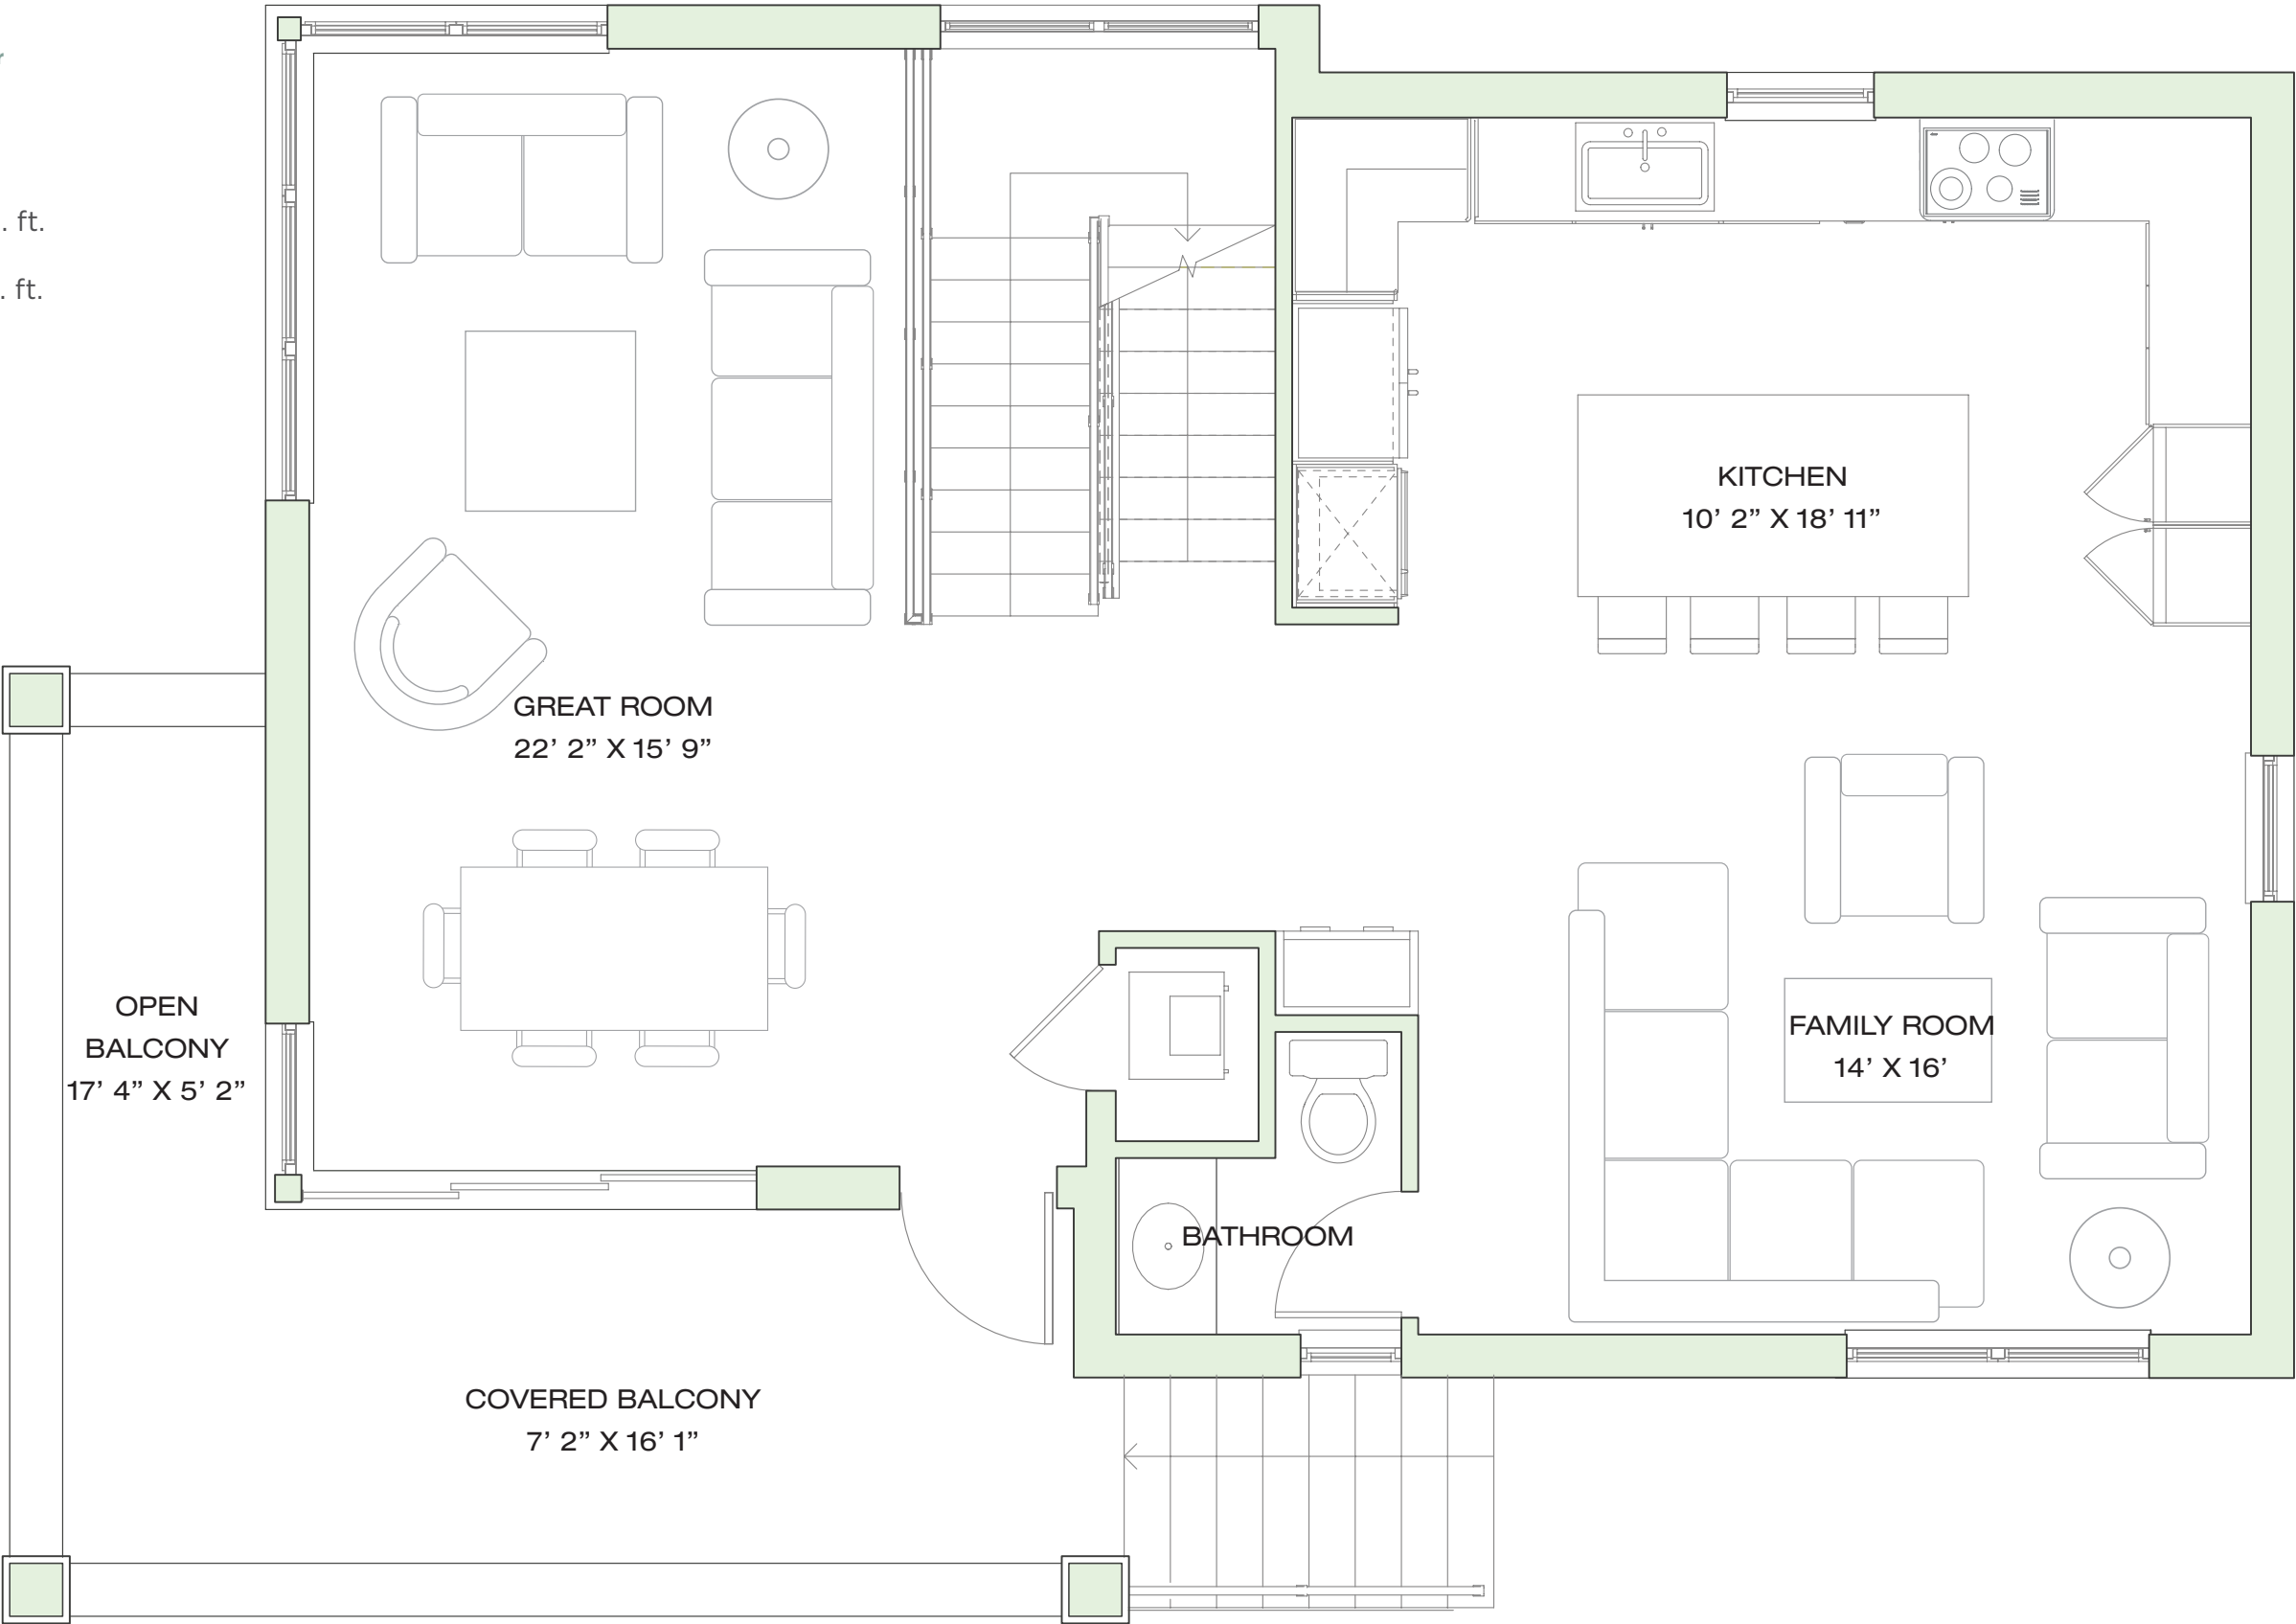 . ft.
. ft.
KITCHEN
10’ 2” X 18’ 11”
GREAT ROOM
22’ 2” X 15’ 9”
OPEN
BALCONY
17’ 4” X 5’ 2”
FAMILY ROOM
14’ X 16’
BATHROOM
COVERED BALCONY
7’ 2” X 16’ 1”